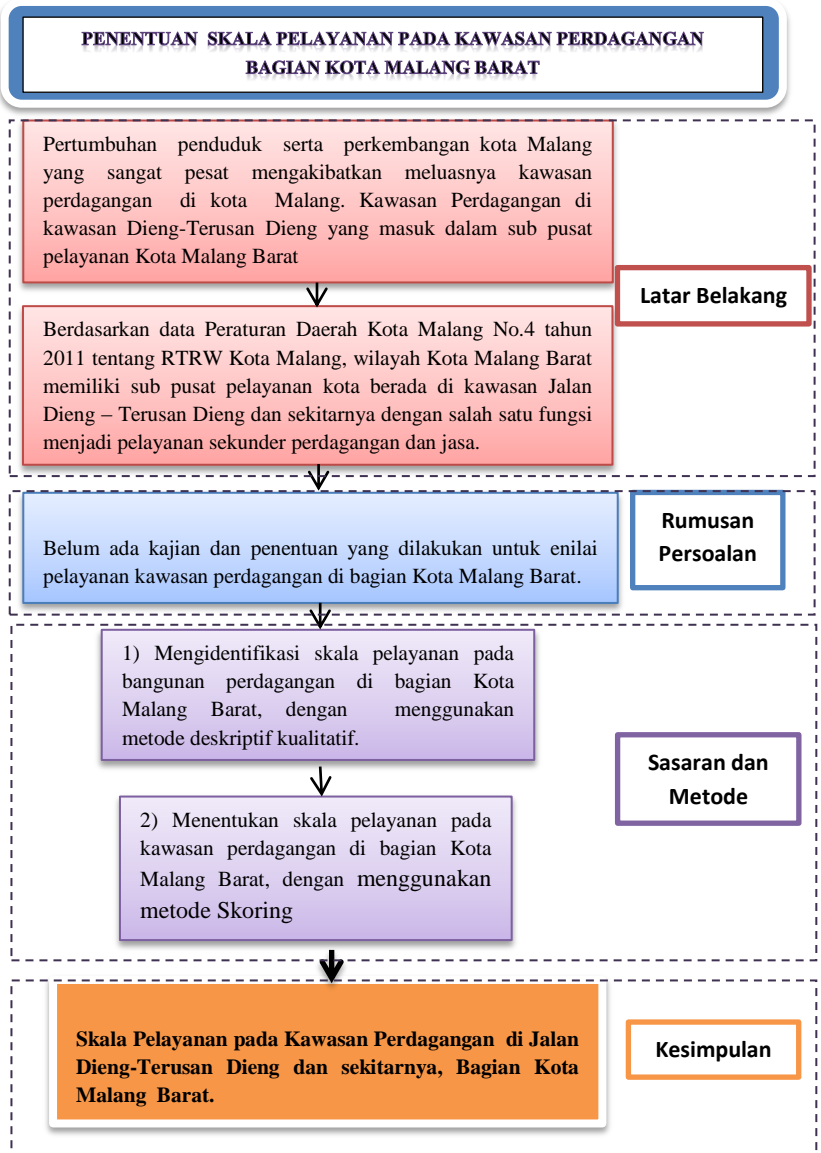 PENENTUAN SKALA PELAYANAN PADA KAWASAN PERDAGANGAN
BAGIAN KOTA MALANG BARAT
Pertumbuhan penduduk serta perkembangan kota Malang
yang sangat pesat mengakibatkan meluasnya kawasan
perdagangan di kota Malang. Kawasan Perdagangan di
kawasan Dieng-Terusan Dieng yang masuk dalam sub pusat
pelayanan Kota Malang Barat
Latar Belakang
Berdasarkan data Peraturan Daerah Kota Malang No.4 tahun
2011 tentang RTRW Kota Malang, wilayah Kota Malang Barat
memiliki sub pusat pelayanan kota berada di kawasan Jalan
Dieng – Terusan Dieng dan sekitarnya dengan salah satu fungsi
menjadi pelayanan sekunder perdagangan dan jasa.
Rumusan
Persoalan
Belum ada kajian dan penentuan yang dilakukan untuk enilai
pelayanan kawasan perdagangan di bagian Kota Malang Barat.
1) Mengidentifikasi skala pelayanan pada
bangunan perdagangan di bagian Kota
Malang Barat, dengan menggunakan
metode deskriptif kualitatif.
Sasaran dan
Metode
2) Menentukan skala pelayanan pada
kawasan perdagangan di bagian Kota
Malang Barat, dengan menggunakan
metode Skoring
Skala Pelayanan pada Kawasan Perdagangan di Jalan
Dieng-Terusan Dieng dan sekitarnya, Bagian Kota
Malang Barat.
Kesimpulan